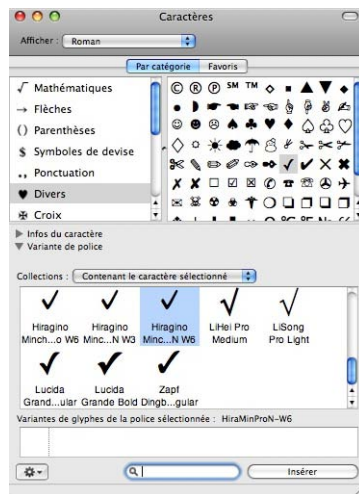 Caractères
Afficher : Roman
Par catégorie Favoris
√ Mathématiques
→ Flèches
() Parenthèses
$ Symboles de devise
., Ponctuation
♥ Divers
✠ Croix
© ® ℗ ℠ ™ ◇ ■ ▲ ▼ ◆
Infos du caractère
Variante de police
Collections : Contenant le caractère sélectionné
✓ ✓ ✓ √ √
Hiragino Hiragino Hiragino LiHei Pro LiSong
Minch...o W6 Minc...N W3 Minc...N W6 Medium Pro Light
✓ ✓ ✓
Lucida Lucida Zapf
Grand...ular Grande Bold Dingb...gular
Variantes de glyphes de la police sélectionnée : HiraMinProN-W6
Insérer